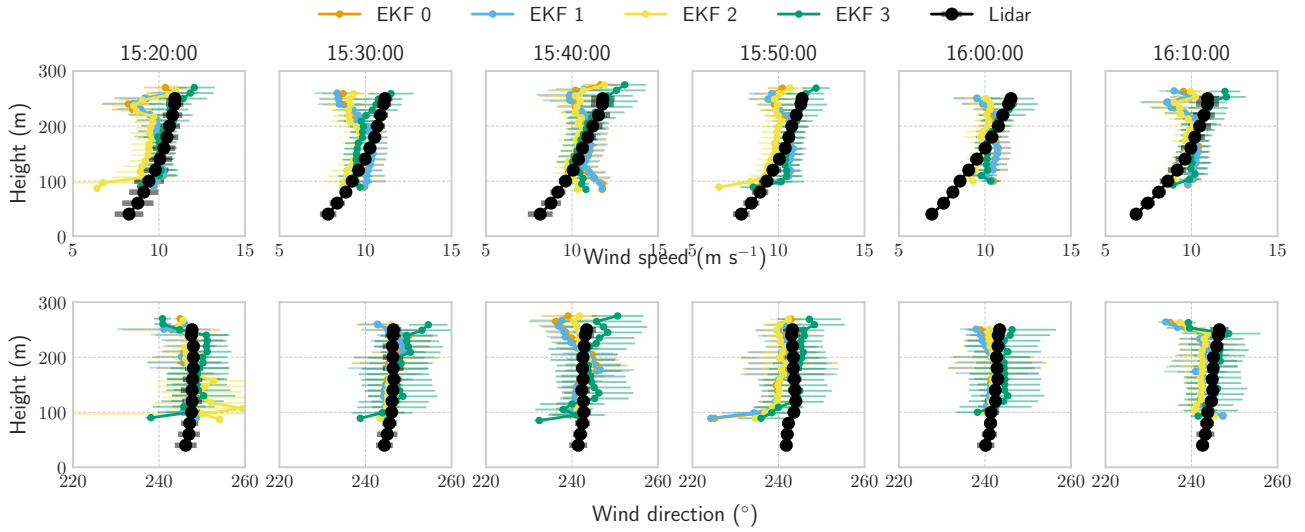 EKF 0 EKF 1 EKF 2 EKF 3 Lidar
15:20:00 15:30:00 15:40:00 15:50:00 16:00:00 16:10:00
300
200
100
0
Height (m)
5 10 15 5 10 15 5 10 15 5 10 15 5 10 15 5 10 15
Wind speed (m s⁻¹)
300
200
100
0
Height (m)
220 240 260 220 240 260 220 240 260 220 240 260 220 240 260 220 240 260
Wind direction (°)